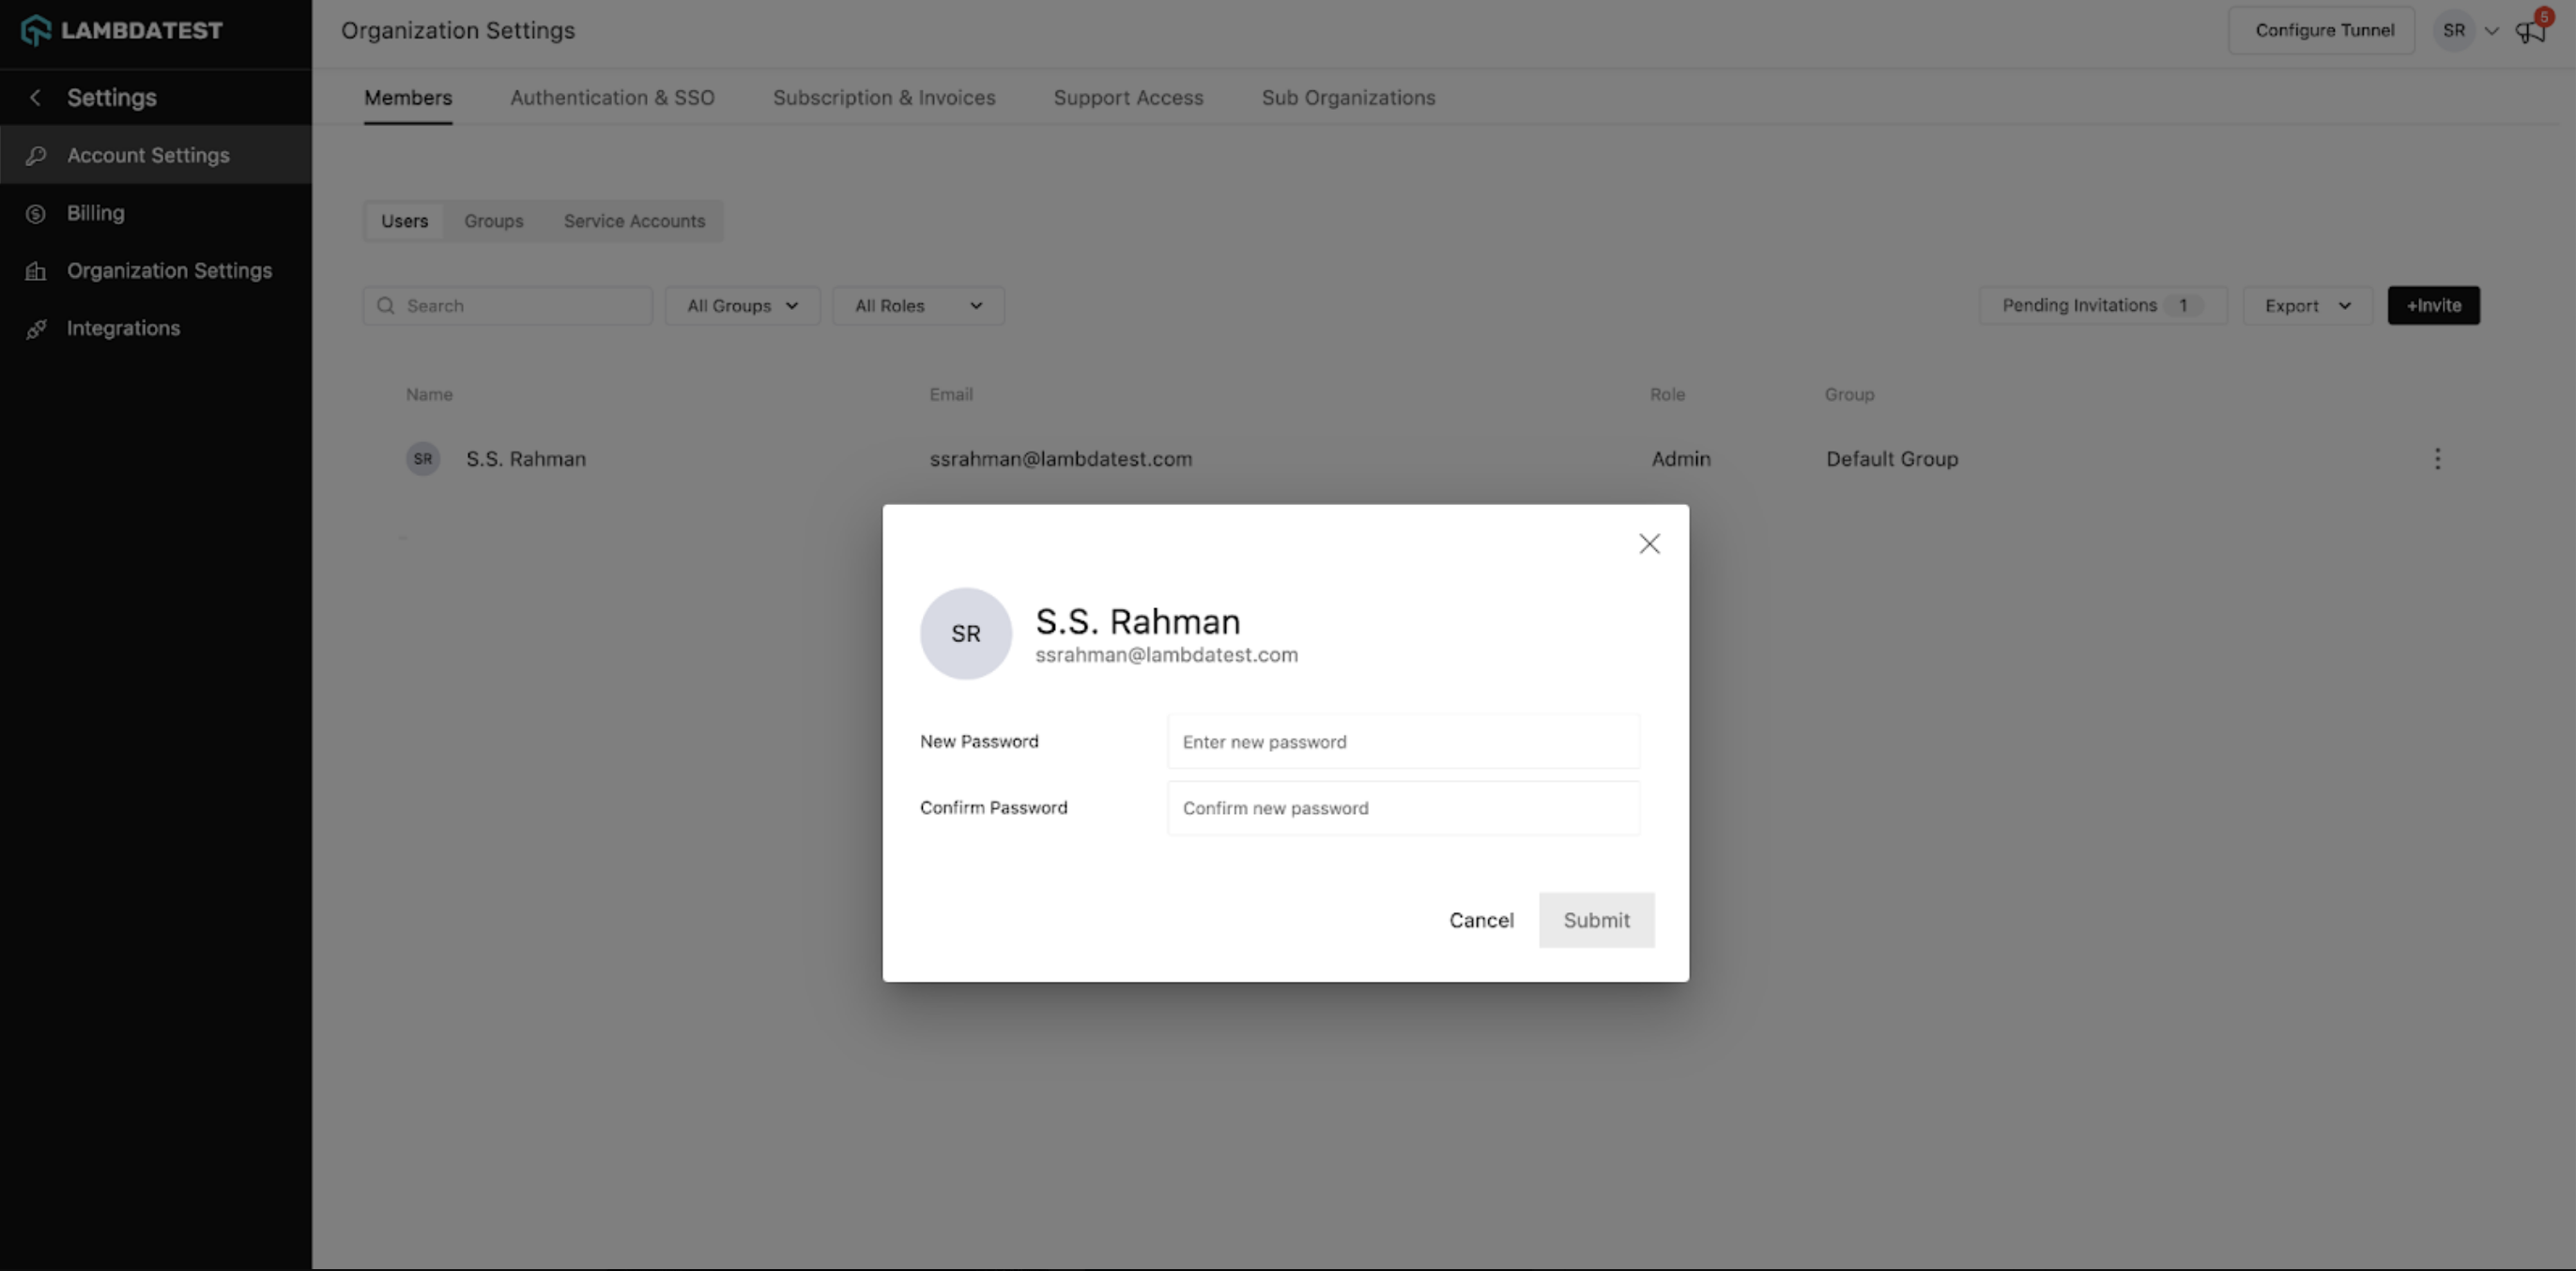 LAMBDATEST
Organization Settings
Configure Tunnel
SR
5
Settings
Members
Authentication & SSO
Subscription & Invoices
Support Access
Sub Organizations
Account Settings
Billing
Organization Settings
Integrations
Users
Groups
Service Accounts
Search
All Groups
All Roles
Pending Invitations 1
Export
+Invite
Name
Email
Role
Group
SR
S.S. Rahman
ssrahman@lambdatest.com
Admin
Default Group
SR
S.S. Rahman
ssrahman@lambdatest.com
New Password
Enter new password
Confirm Password
Confirm new password
Cancel
Submit